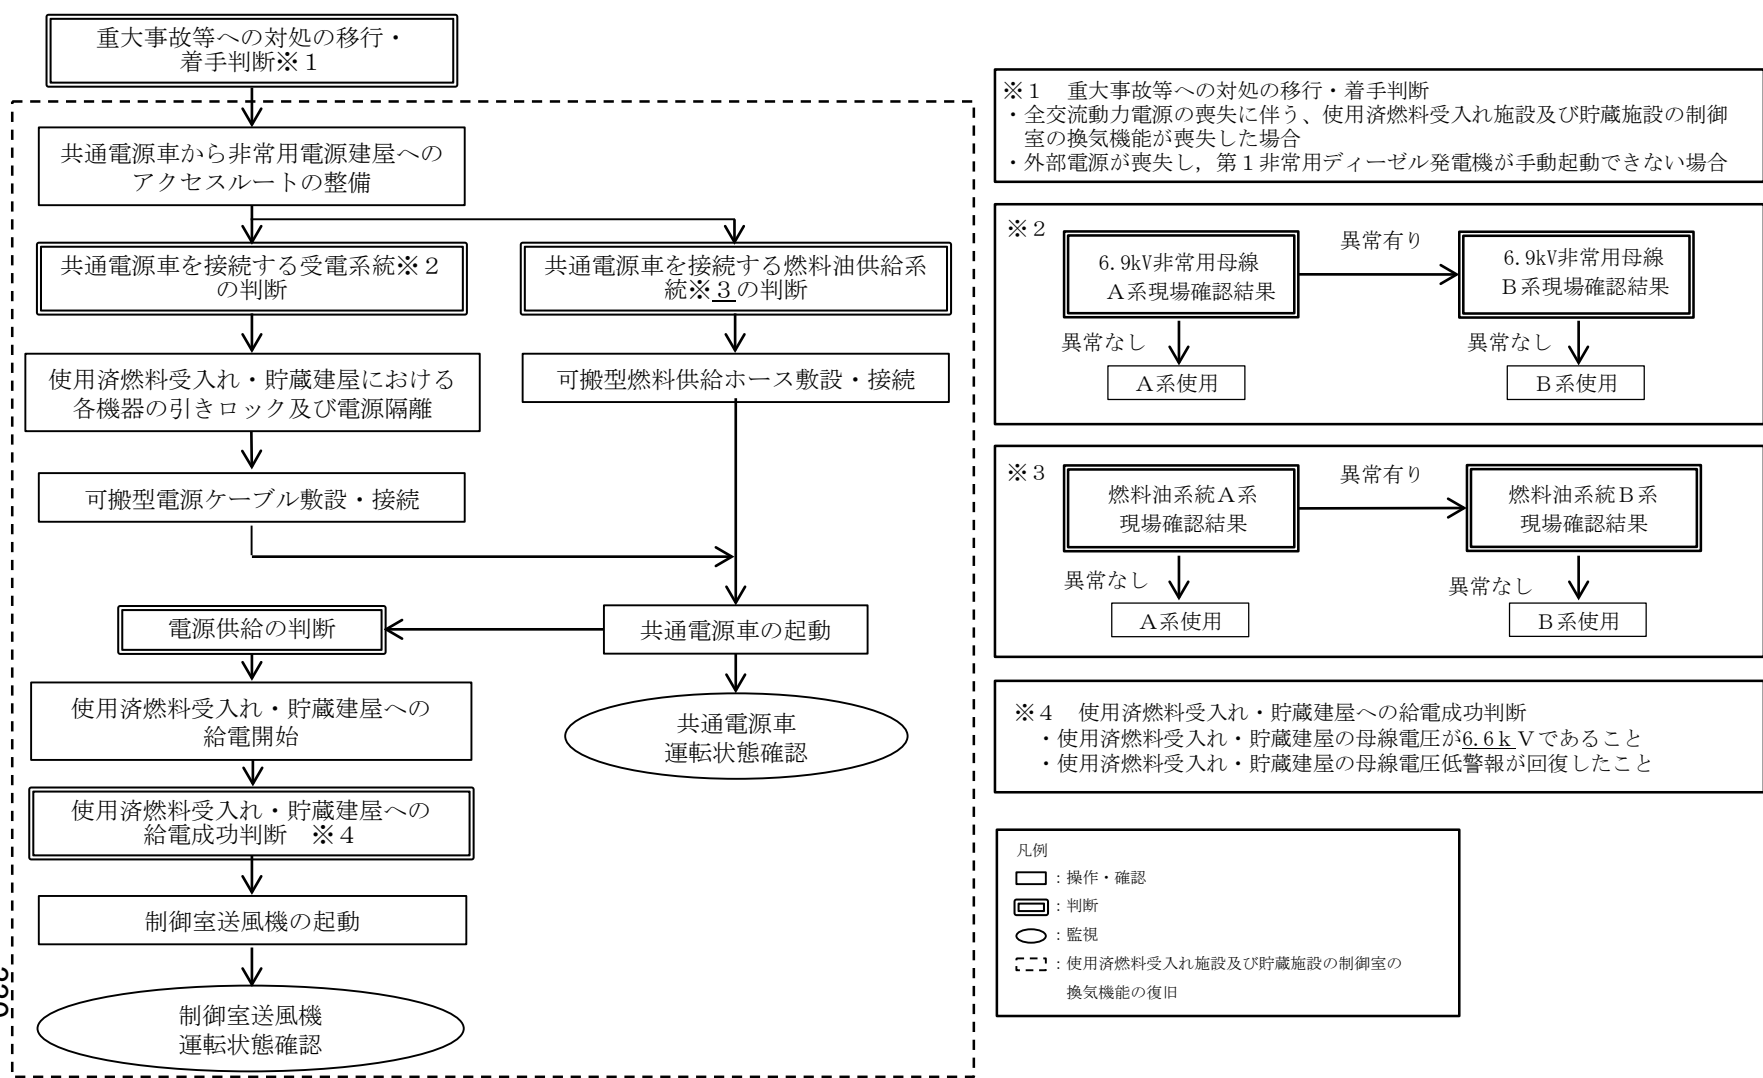 重大事故等への対処の移行・
着手判断※１
共通電源車から非常用電源建屋への
アクセスルートの整備
共通電源車を接続する受電系統※２
の判断
共通電源車を接続する燃料油供給系
統※３の判断
使用済燃料受入れ・貯蔵建屋における
各機器の引きロック及び電源隔離
可搬型燃料供給ホース敷設・接続
可搬型電源ケーブル敷設・接続
電源供給の判断
共通電源車の起動
使用済燃料受入れ・貯蔵建屋への
給電開始
共通電源車
運転状態確認
使用済燃料受入れ・貯蔵建屋への
給電成功判断　※４
制御室送風機の起動
制御室送風機
運転状態確認
※１　重大事故等への対処の移行・着手判断
・全交流動力電源の喪失に伴う、使用済燃料受入れ施設及び貯蔵施設の制御
室の換気機能が喪失した場合
・外部電源が喪失し，第１非常用ディーゼル発電機が手動起動できない場合
※２
6.9kV非常用母線
Ａ系現場確認結果
異常有り
6.9kV非常用母線
Ｂ系現場確認結果
異常なし
異常なし
Ａ系使用
Ｂ系使用
※３
燃料油系統Ａ系
現場確認結果
異常有り
燃料油系統Ｂ系
現場確認結果
異常なし
異常なし
Ａ系使用
Ｂ系使用
※４　使用済燃料受入れ・貯蔵建屋への給電成功判断
・使用済燃料受入れ・貯蔵建屋の母線電圧が6.6ｋＶであること
・使用済燃料受入れ・貯蔵建屋の母線電圧低警報が回復したこと
凡例
：操作・確認
：判断
：監視
：使用済燃料受入れ施設及び貯蔵施設の制御室の
換気機能の復旧